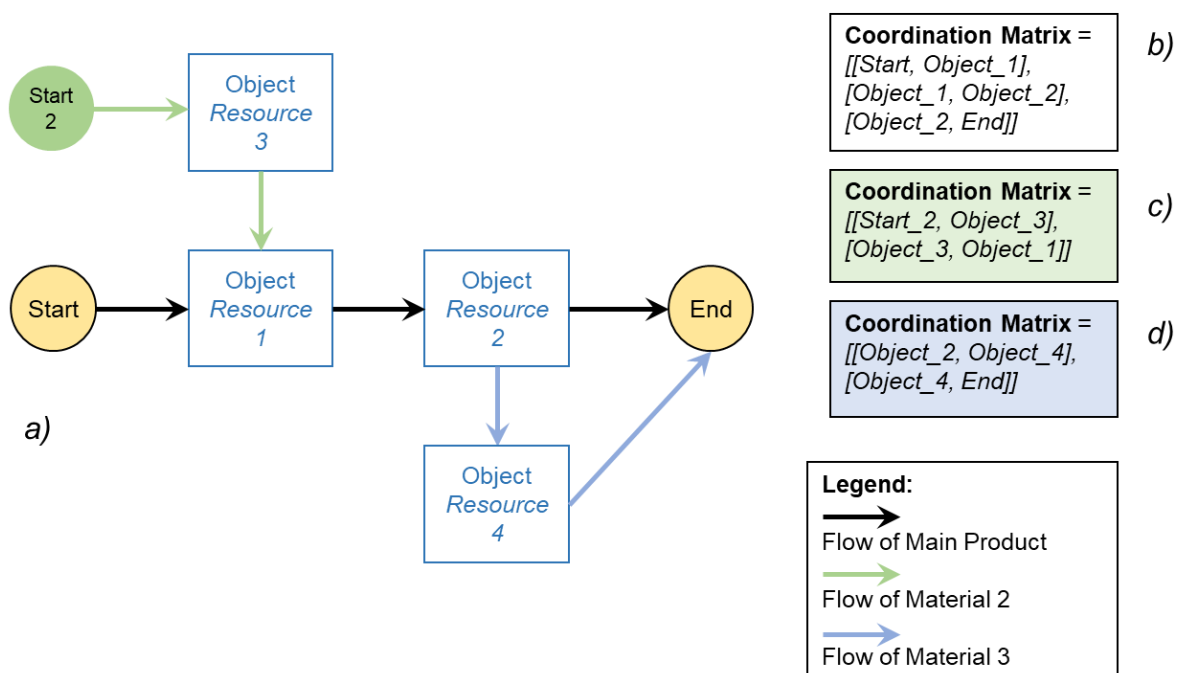 Start
2
Object
Resource
3
Start
Object
Resource
1
Object
Resource
2
End
a)
Object
Resource
4
Coordination Matrix =
[[Start, Object_1],
[Object_1, Object_2],
[Object_2, End]]
b)
Coordination Matrix =
[[Start_2, Object_3],
[Object_3, Object_1]]
c)
Coordination Matrix =
[[Object_2, Object_4],
[Object_4, End]]
d)
Legend:
Flow of Main Product
Flow of Material 2
Flow of Material 3